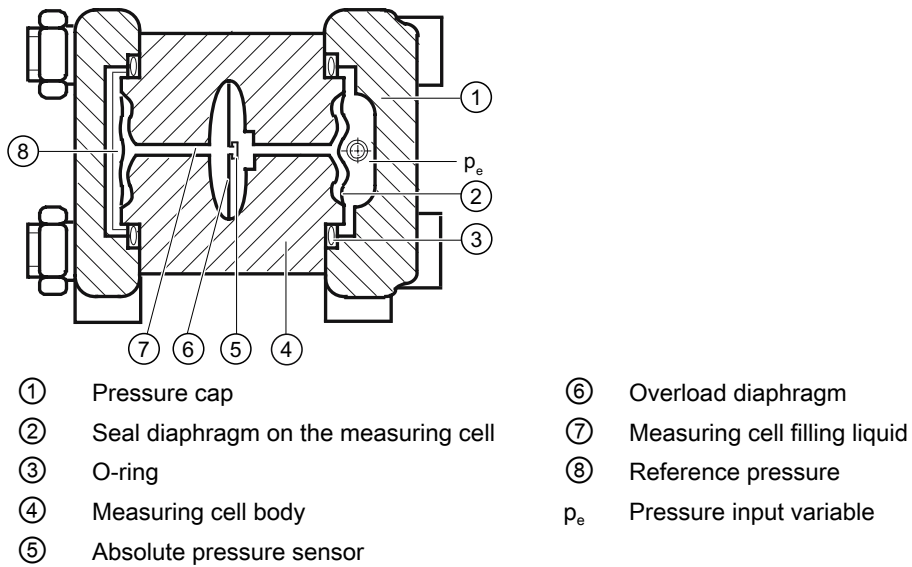 ①
⑧
pₑ
②
③
⑦ ⑥ ⑤ ④
① Pressure cap
② Seal diaphragm on the measuring cell
③ O-ring
④ Measuring cell body
⑤ Absolute pressure sensor
⑥ Overload diaphragm
⑦ Measuring cell filling liquid
⑧ Reference pressure
pₑ Pressure input variable